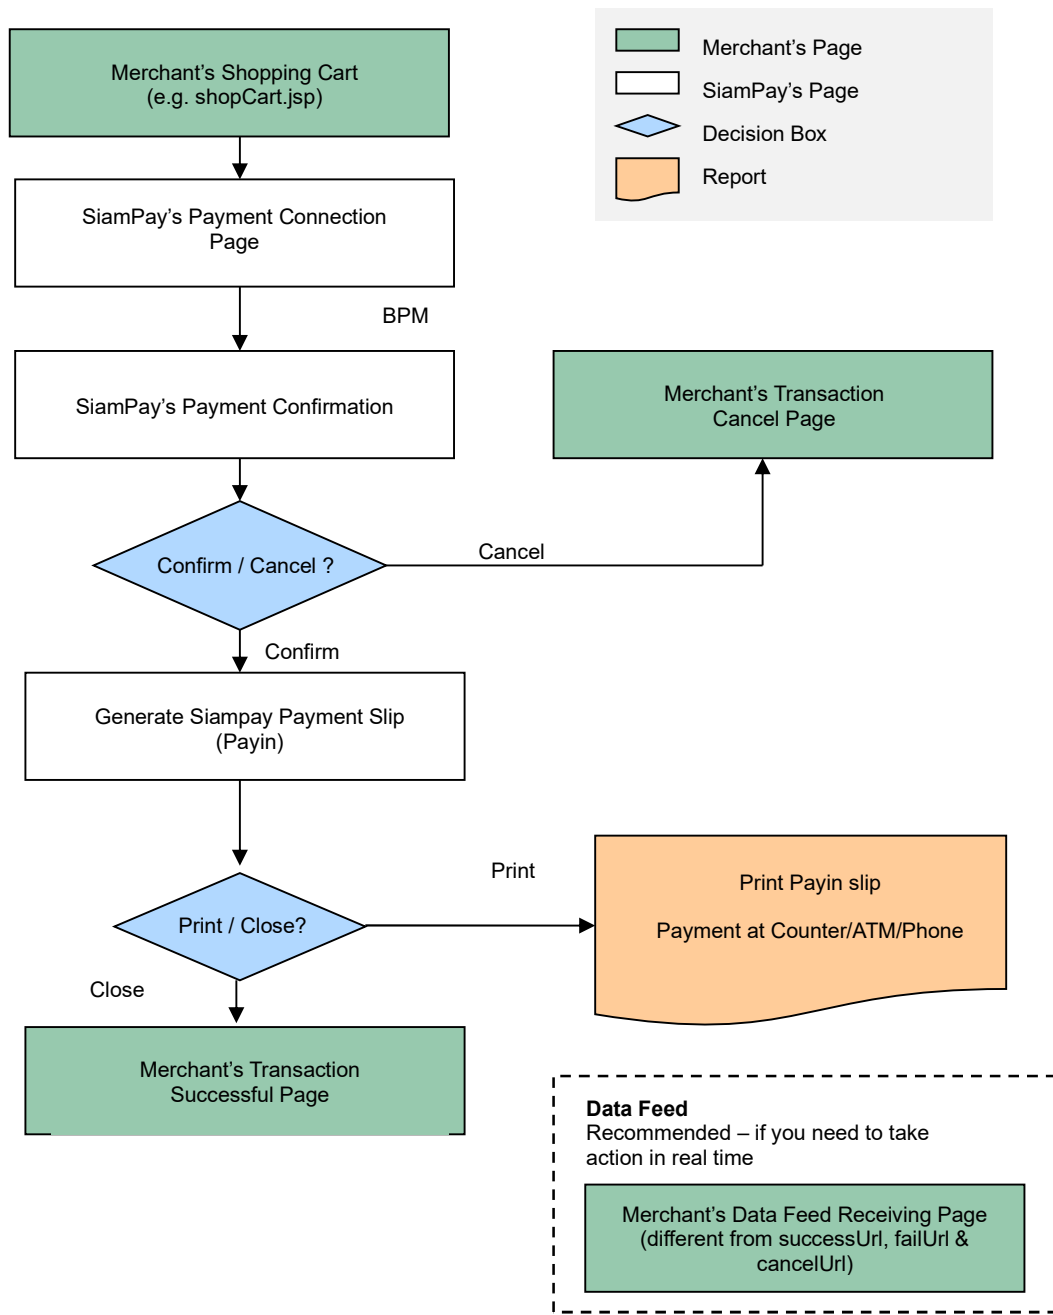 Merchant's Shopping Cart
(e.g. shopCart.jsp)
Merchant's Page
SiamPay's Page
Decision Box
Report
SiamPay's Payment Connection
Page
BPM
SiamPay's Payment Confirmation
Merchant's Transaction
Cancel Page
Confirm / Cancel ?
Cancel
Confirm
Generate Siampay Payment Slip
(Payin)
Print / Close?
Print
Print Payin slip
Payment at Counter/ATM/Phone
Close
Merchant's Transaction
Successful Page
Data Feed
Recommended – if you need to take
action in real time
Merchant's Data Feed Receiving Page
(different from successUrl, failUrl &
cancelUrl)